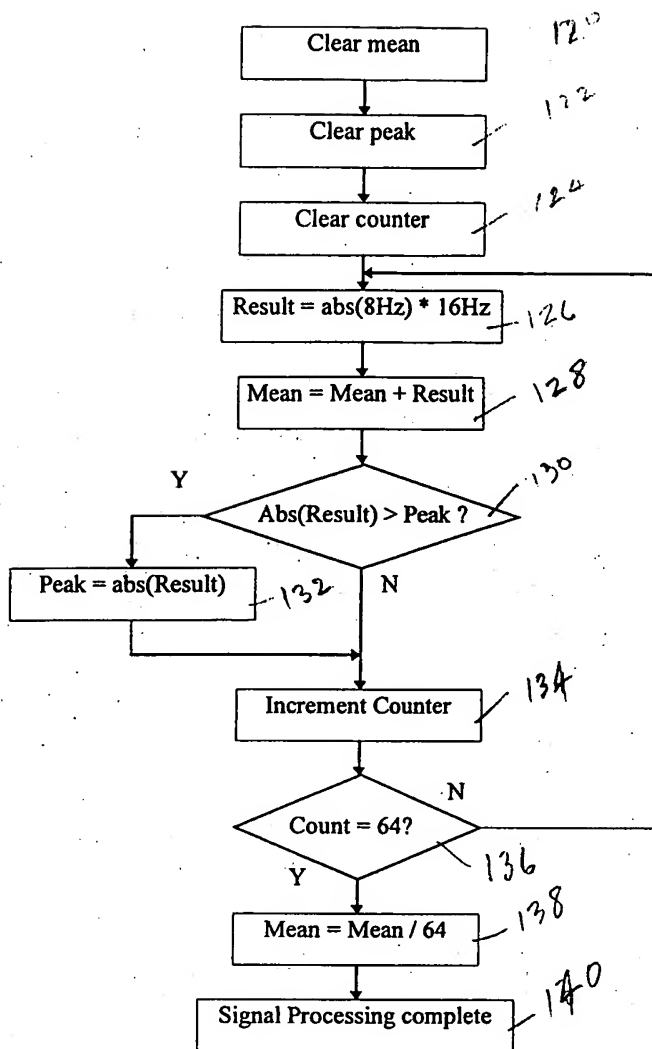 Clear mean
120
Clear peak
122
Clear counter
124
Result = abs(8Hz) * 16Hz
126
Mean = Mean + Result
128
Y
Abs(Result) > Peak ?
130
Peak = abs(Result)
132
N
Increment Counter
134
N
Count = 64?
136
Y
Mean = Mean / 64
138
Signal Processing complete
140